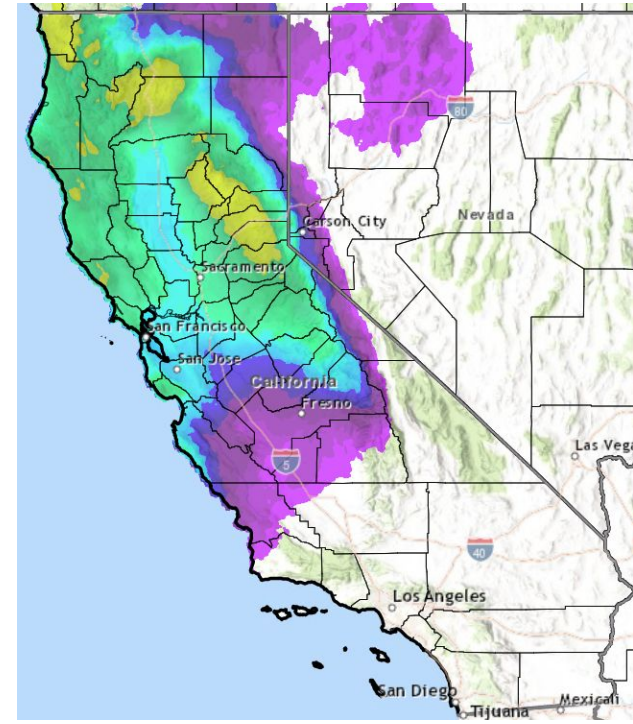 80
Carson City
Nevada
Sacramento
San Francisco
San Jose
California
Fresno
5
Las Vega
40
Los Angeles
San Diego
Tijuana
Mexicali